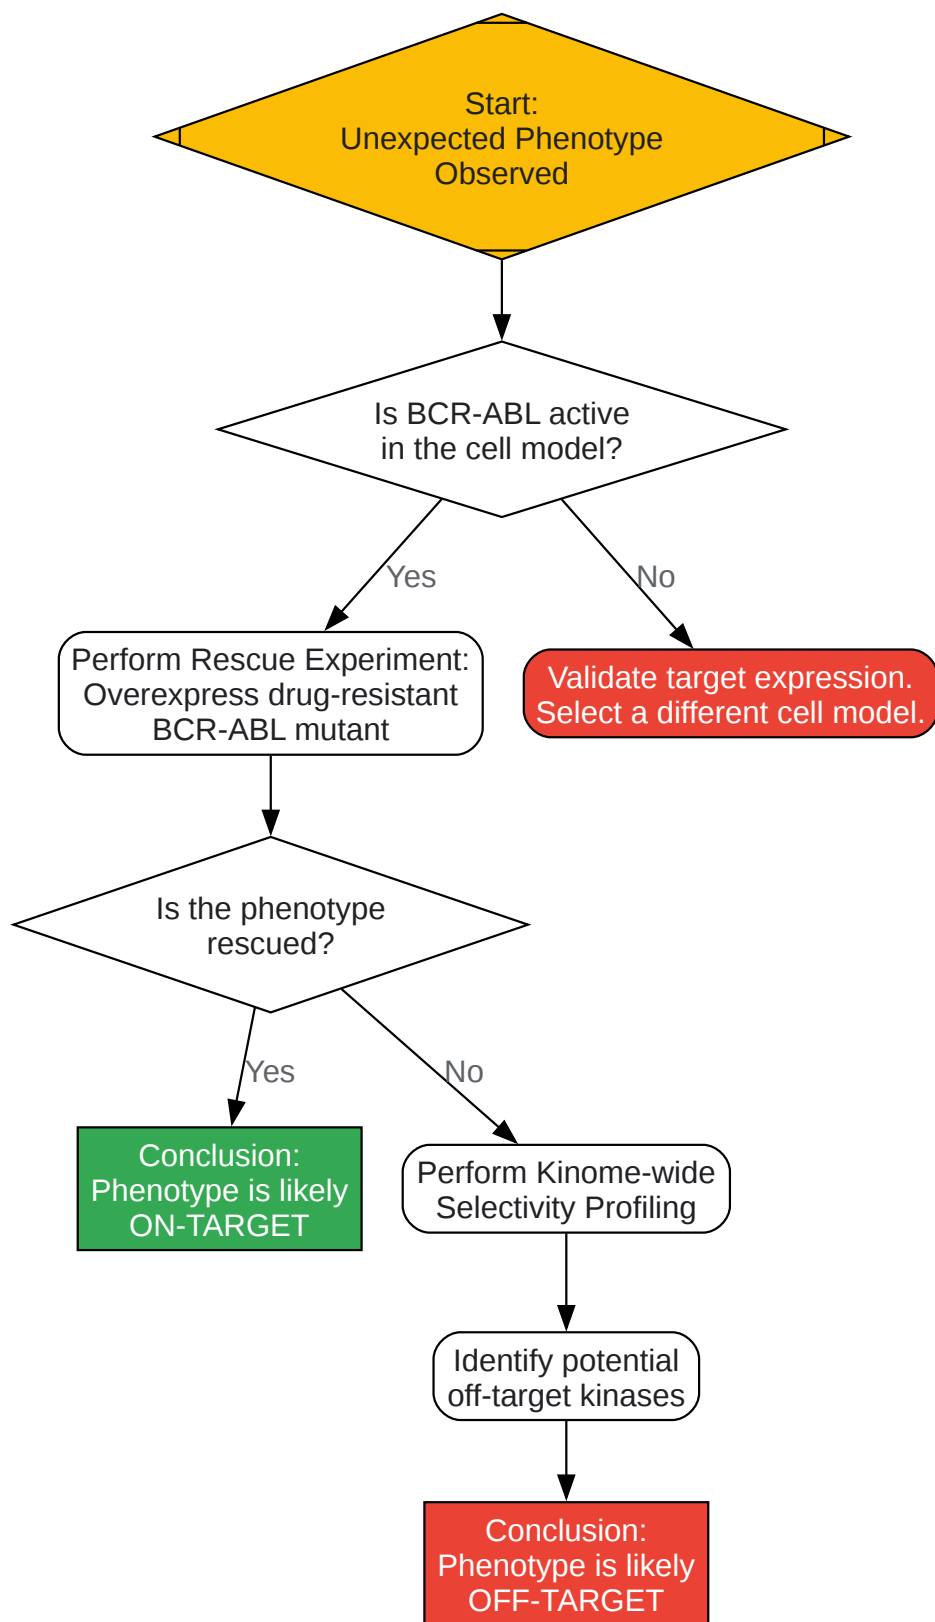 Start:
Unexpected Phenotype
Observed
Is BCR-ABL active
in the cell model?
Yes
No
Perform Rescue Experiment:
Overexpress drug-resistant
BCR-ABL mutant
Validate target expression.
Select a different cell model.
Is the phenotype
rescued?
Yes
No
Conclusion:
Phenotype is likely
ON-TARGET
Perform Kinome-wide
Selectivity Profiling
Identify potential
off-target kinases
Conclusion:
Phenotype is likely
OFF-TARGET